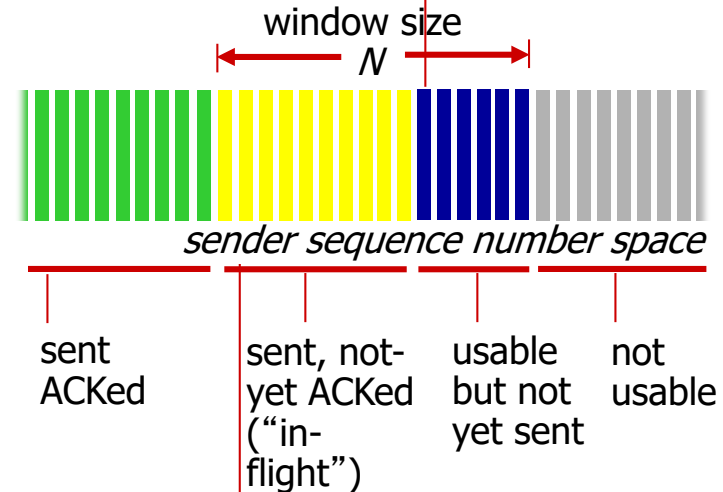 window size
N
sender sequence number space
sent
ACKed
sent, not-
yet ACKed
(“in-
flight”)
usable
but not
yet sent
not
usable